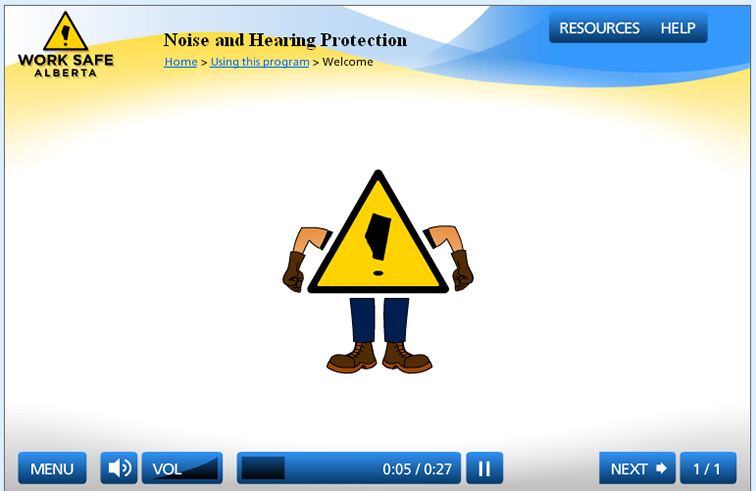 WORK SAFE
ALBERTA
Noise and Hearing Protection
Home > Using this program > Welcome
RESOURCES HELP
MENU VOL 0:05 / 0:27 NEXT 1 / 1